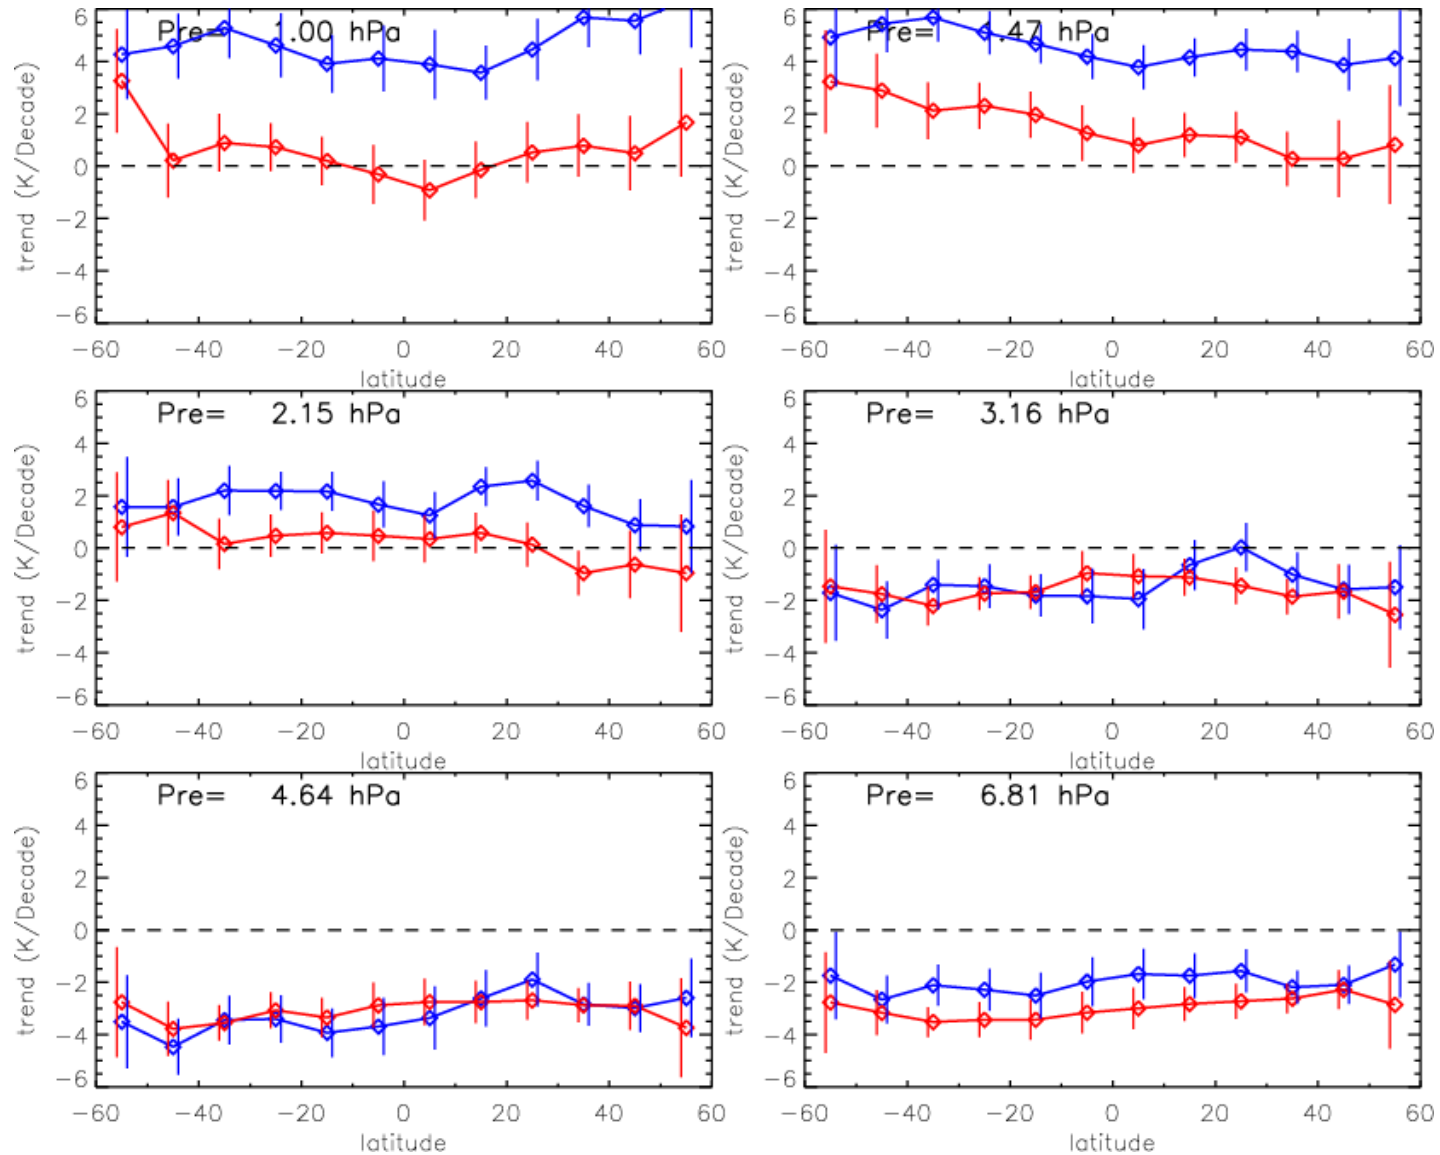 Pre= 1.00 hPa
6
4
2
0
−2
−4
−6
trend (K/Decade)
−60 −40 −20 0 20 40 60
latitude
Pre= 1.47 hPa
6
4
2
0
−2
−4
−6
trend (K/Decade)
−60 −40 −20 0 20 40 60
latitude
Pre= 2.15 hPa
6
4
2
0
−2
−4
−6
trend (K/Decade)
−60 −40 −20 0 20 40 60
latitude
Pre= 3.16 hPa
6
4
2
0
−2
−4
−6
trend (K/Decade)
−60 −40 −20 0 20 40 60
latitude
Pre= 4.64 hPa
6
4
2
0
−2
−4
−6
trend (K/Decade)
−60 −40 −20 0 20 40 60
latitude
Pre= 6.81 hPa
6
4
2
0
−2
−4
−6
trend (K/Decade)
−60 −40 −20 0 20 40 60
latitude